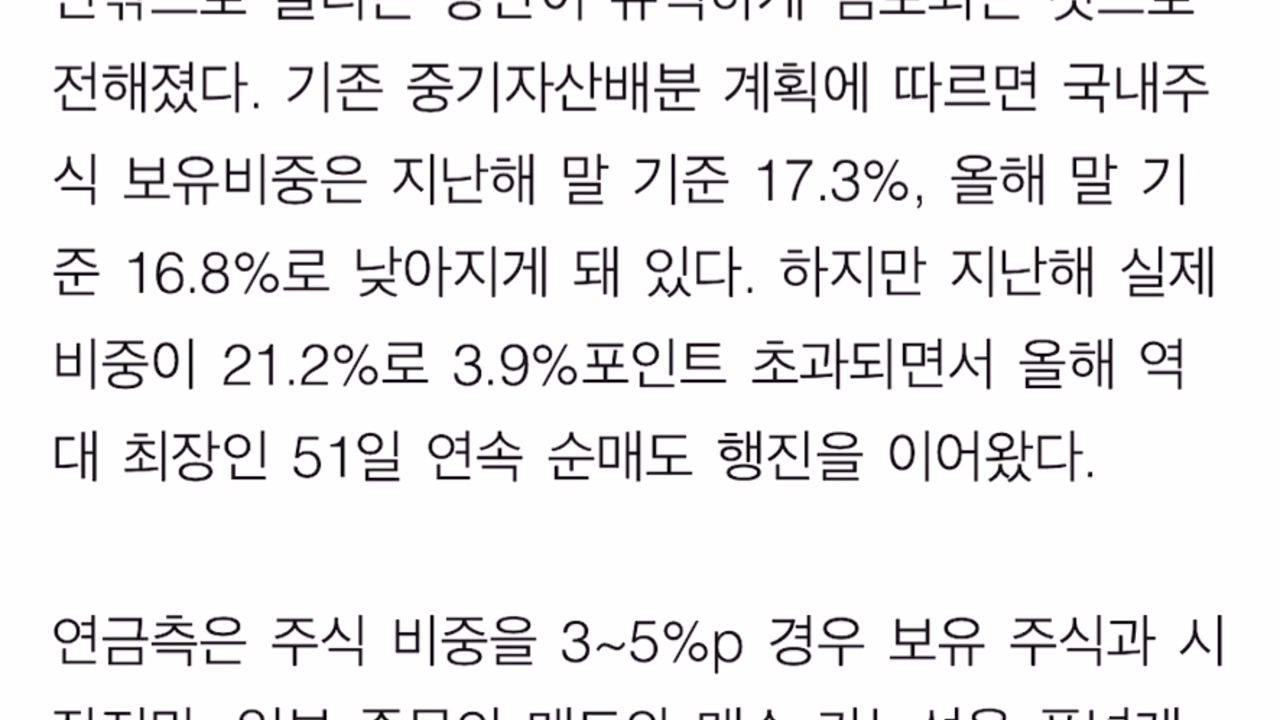 전해졌다. 기존 중기자산배분 계획에 따르면 국내주
식 보유비중은 지난해 말 기준 17.3%, 올해 말 기
준 16.8%로 낮아지게 돼 있다. 하지만 지난해 실제
비중이 21.2%로 3.9%포인트 초과되면서 올해 역
대 최장인 51일 연속 순매도 행진을 이어왔다.
연금측은 주식 비중을 3~5%p 경우 보유 주식과 시